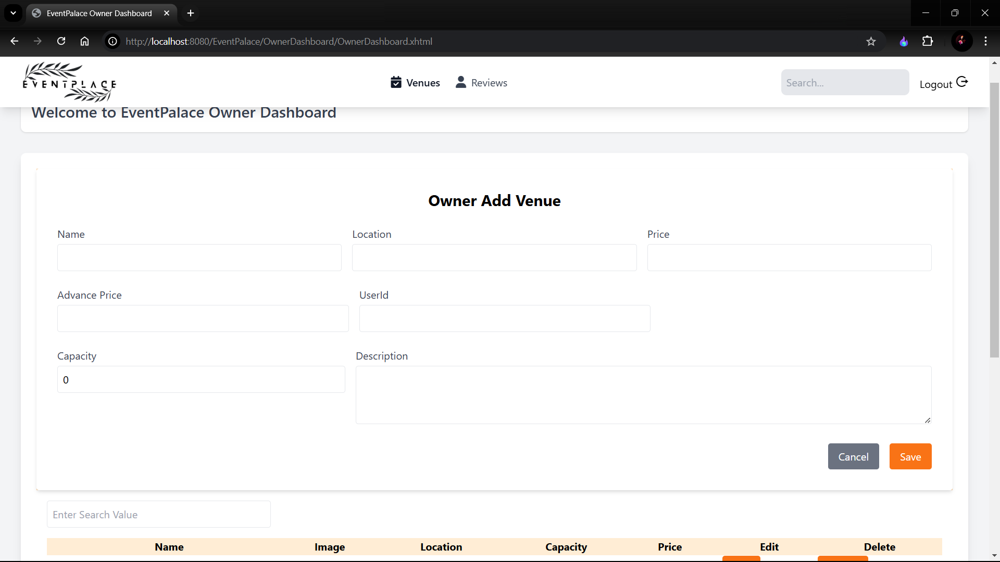 EventPalace Owner Dashboard
http://localhost:8080/EventPalace/OwnerDashboard/OwnerDashboard.xhtml
EVENTPLACE
Venues Reviews Search... Logout
Welcome to EventPalace Owner Dashboard
Owner Add Venue
Name Location Price
Advance Price UserId
Capacity Description
0
Cancel Save
Enter Search Value
Name Image Location Capacity Price Edit Delete